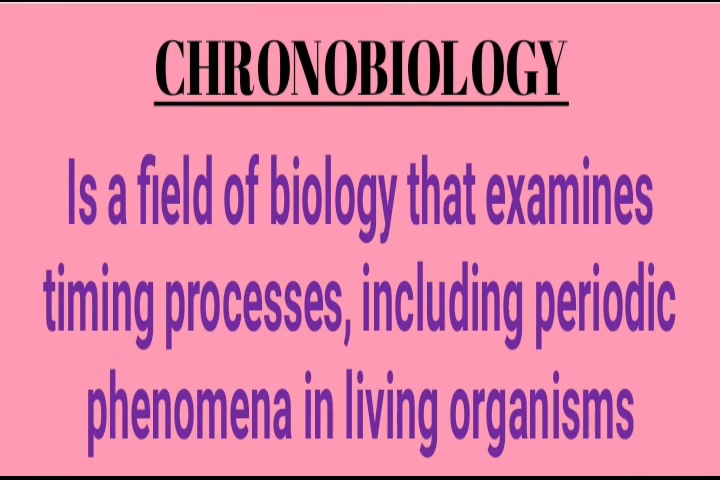 CHRONOBIOLOGY
Is a field of biology that examines
timing processes, including periodic
phenomena in living organisms